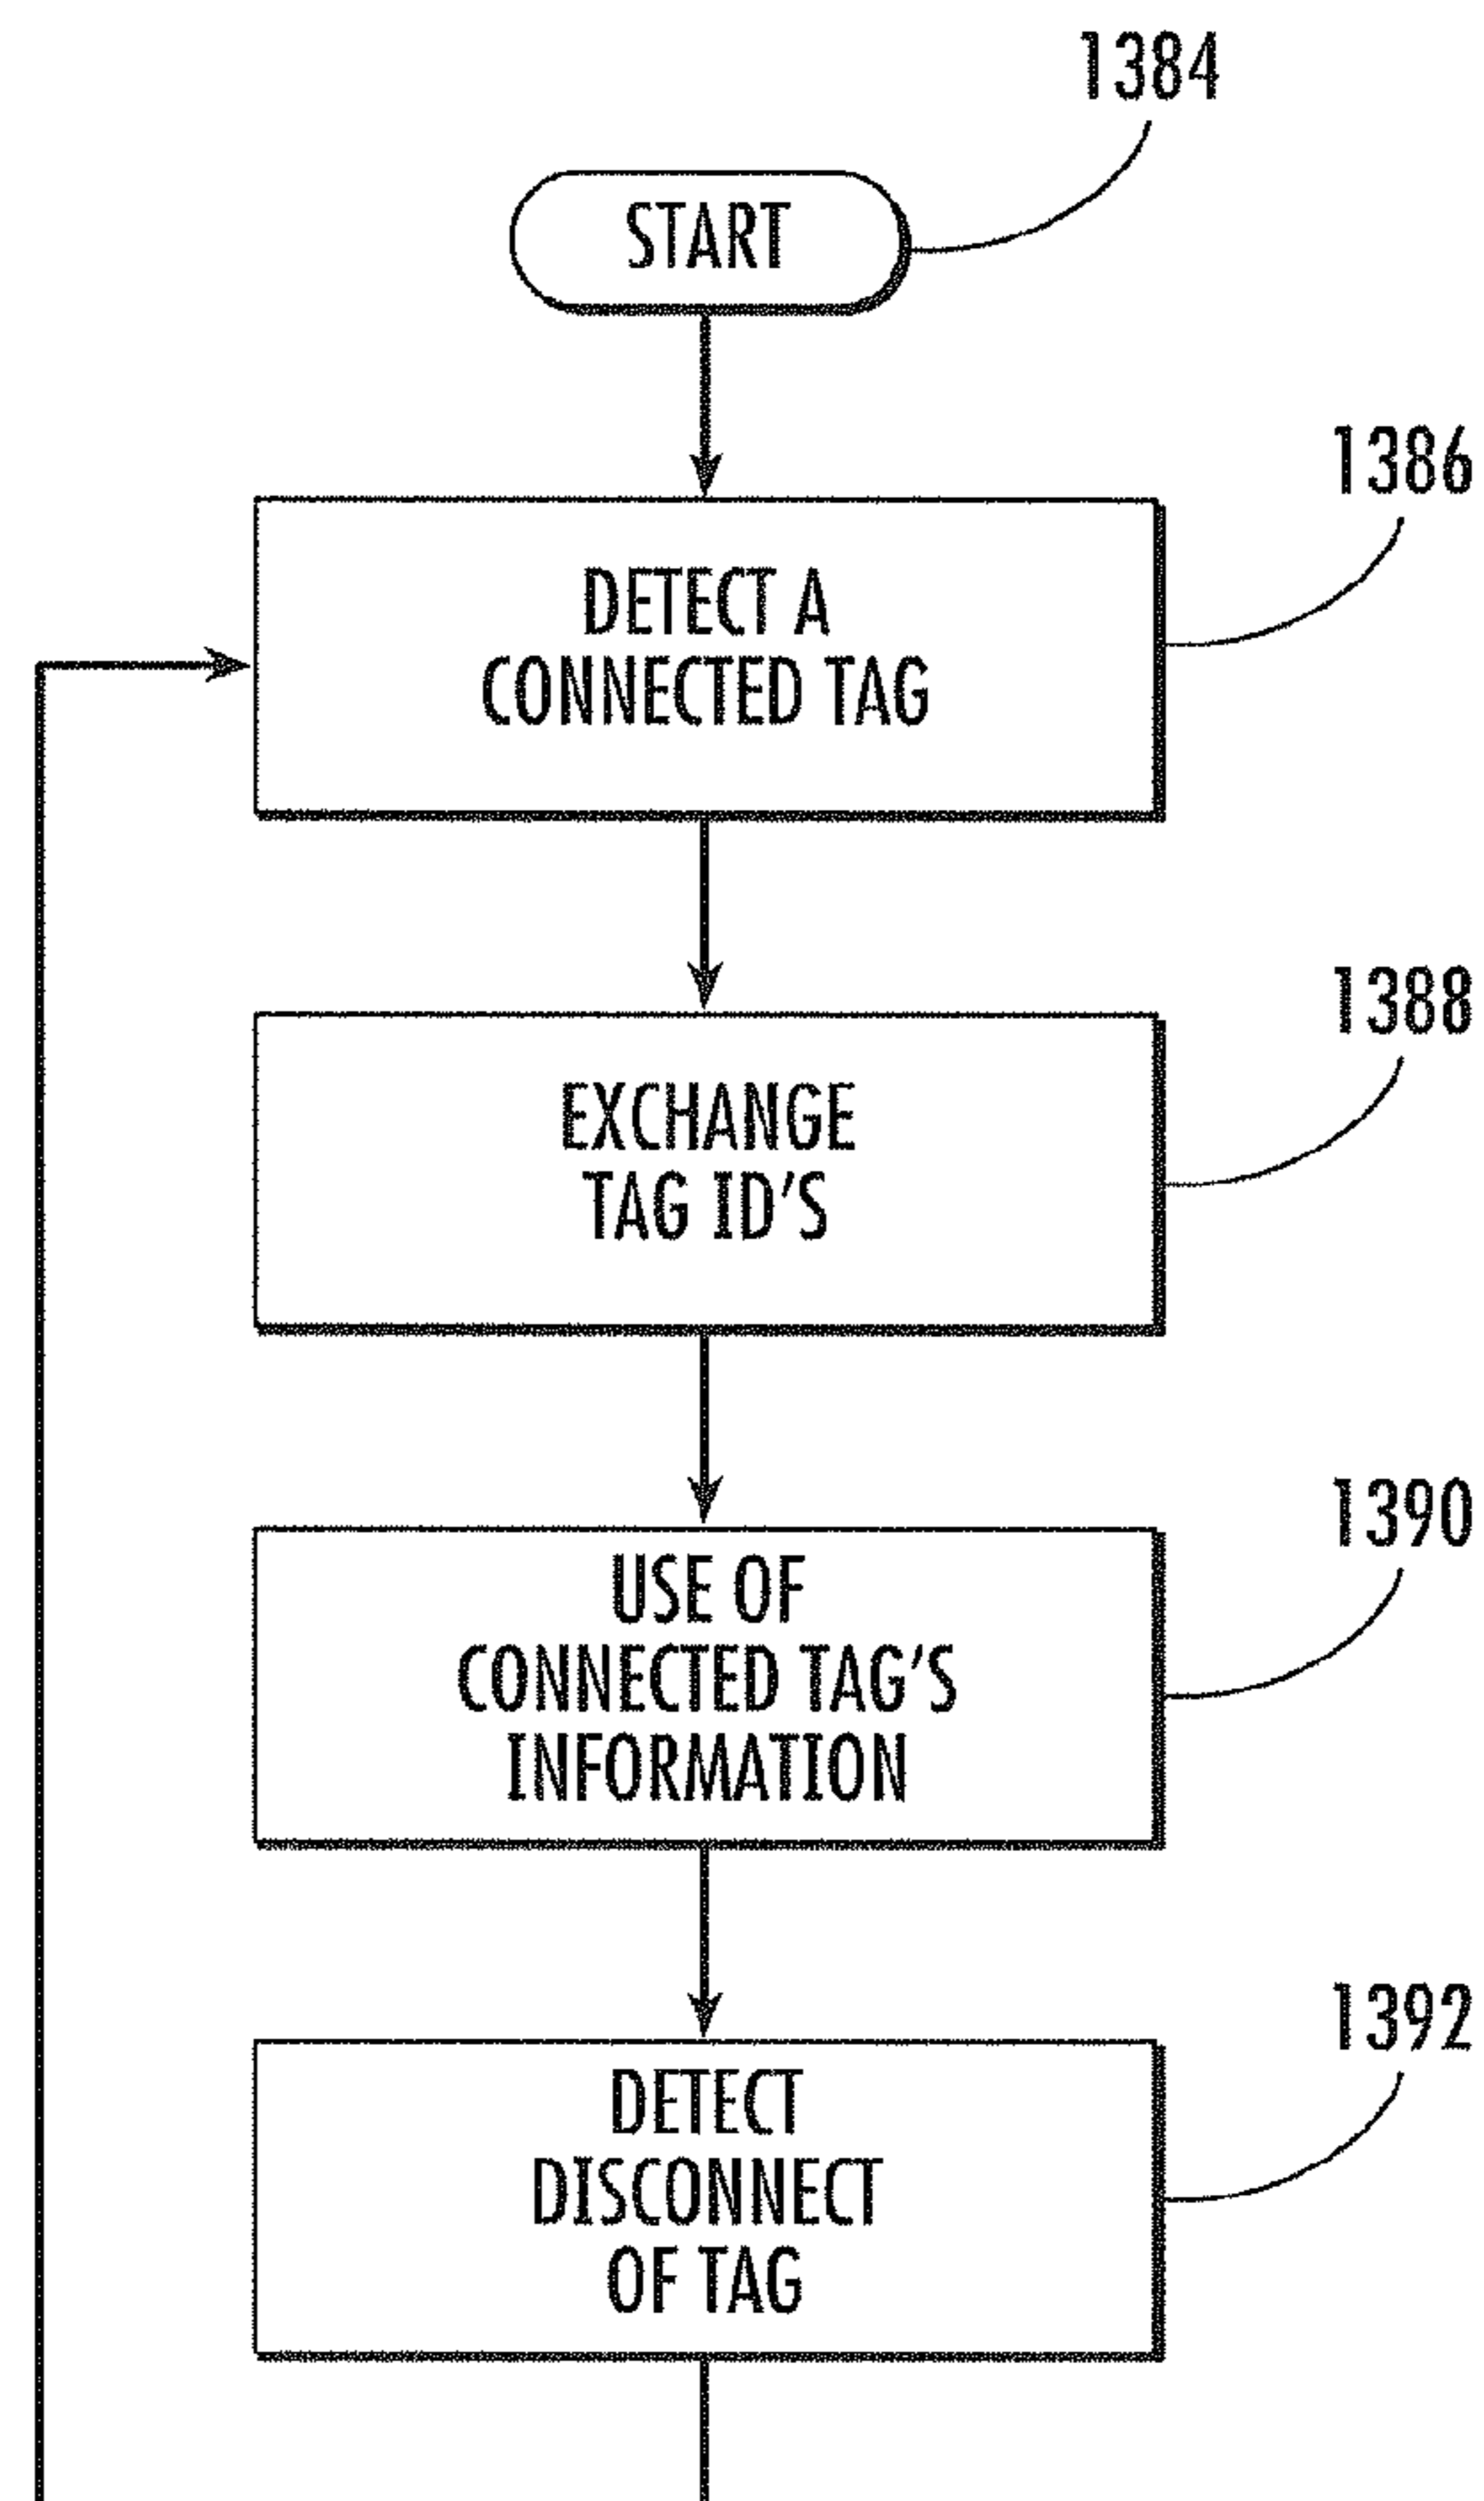 1384
START
1386
DETECT A
CONNECTED TAG
1388
EXCHANGE
TAG ID'S
1390
USE OF
CONNECTED TAG'S
INFORMATION
1392
DETECT
DISCONNECT
OF TAG